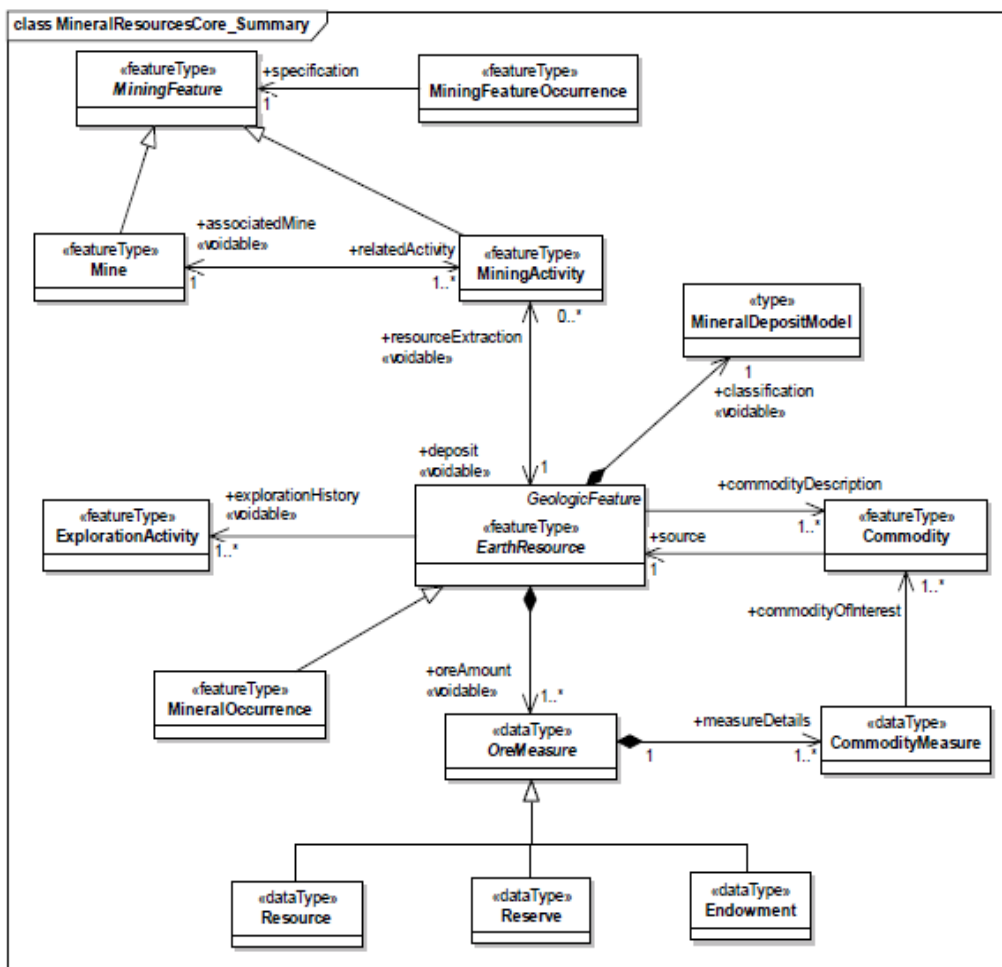 class MineralResourcesCore_Summary
«featureType»
MiningFeature
+specification
1
«featureType»
MiningFeatureOccurrence
+associatedMine
«voidable»
«featureType»
Mine
1
+relatedActivity
1..*
«featureType»
MiningActivity
0..*
+resourceExtraction
«voidable»
«type»
MineralDepositModel
1
+classification
«voidable»
+deposit
«voidable»
1
+explorationHistory
«voidable»
«featureType»
ExplorationActivity
1..*
GeologicFeature
«featureType»
EarthResource
+commodityDescription
1..*
+source
1
«featureType»
Commodity
1..*
+commodityOfInterest
«featureType»
MineralOccurrence
+oreAmount
«voidable»
1..*
«dataType»
OreMeasure
+measureDetails
1
1..*
«dataType»
CommodityMeasure
«dataType»
Resource
«dataType»
Reserve
«dataType»
Endowment